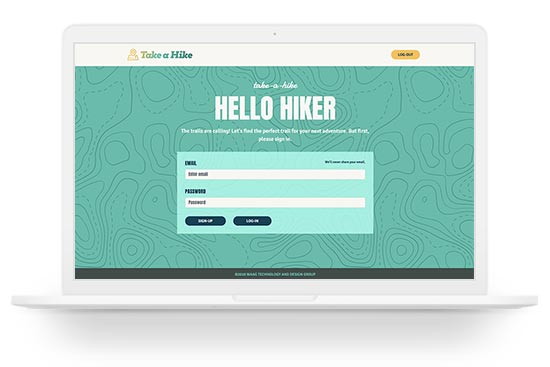 Take a Hike
LOG-OUT
take-a-hike
HELLO HIKER
The trails are calling! Let's find the perfect trail for your next adventure. But first,
please sign in.
EMAIL
We'll never share your email.
Enter email
PASSWORD
Password
SIGN-UP
LOG-IN
TECHNOLOGY AND DESIGN GROUP